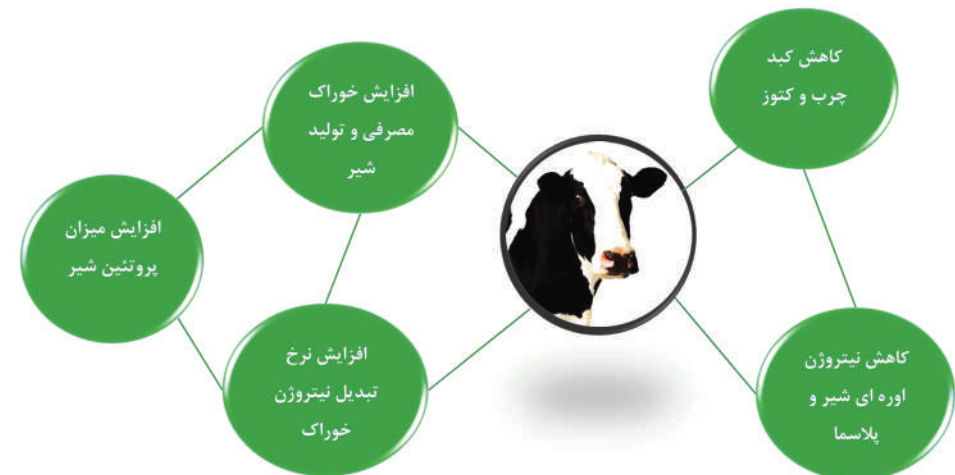 کاهش کبد
چرب و کتوز
افزایش خوراک
مصرفی و تولید
شیر
افزایش میزان
پروتئین شیر
کاهش نیتروژن
اوره ای شیر و
پلاسما
افزایش نرخ
تبدیل نیتروژن
خوراک